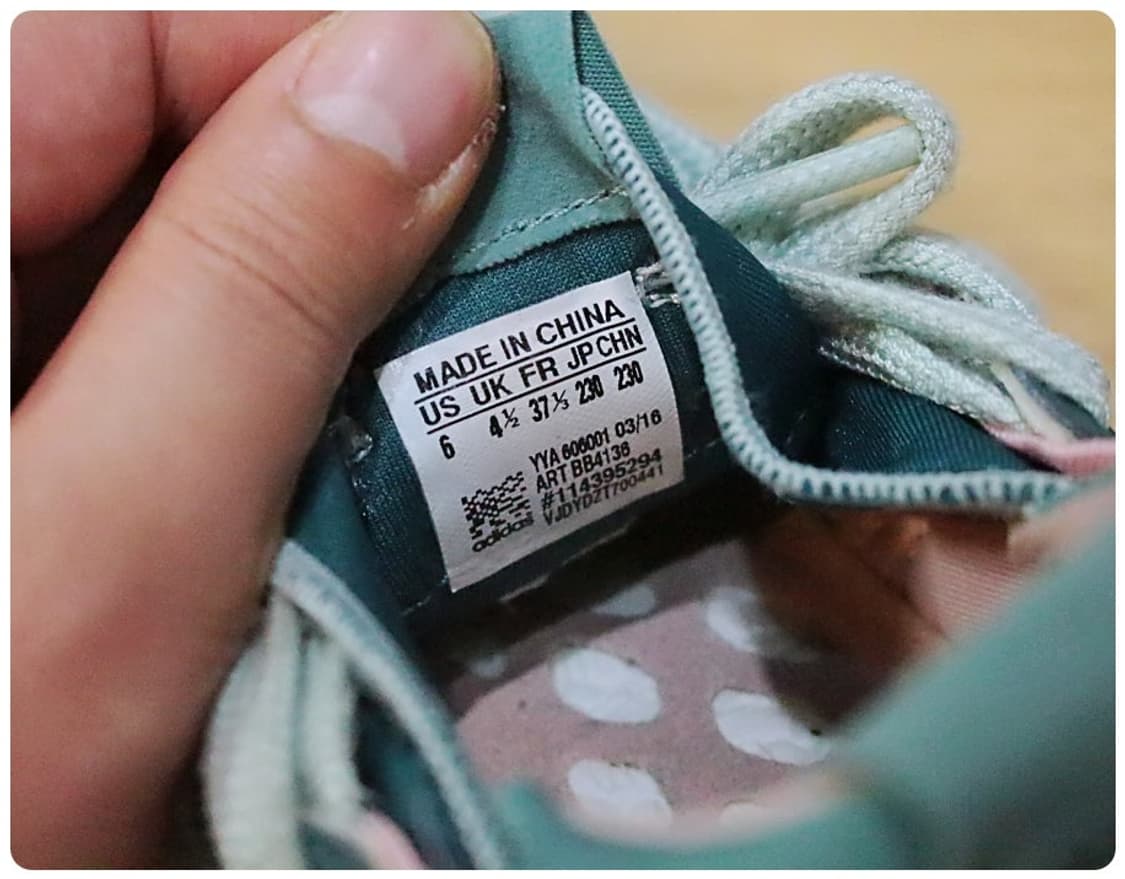 MADE IN CHINA
US UK FR JP CHN
6 4½ 37⅓ 230 230
YYA 606001 03/16
ART BB4136
#114395294
VJDYDZT700441
adidas